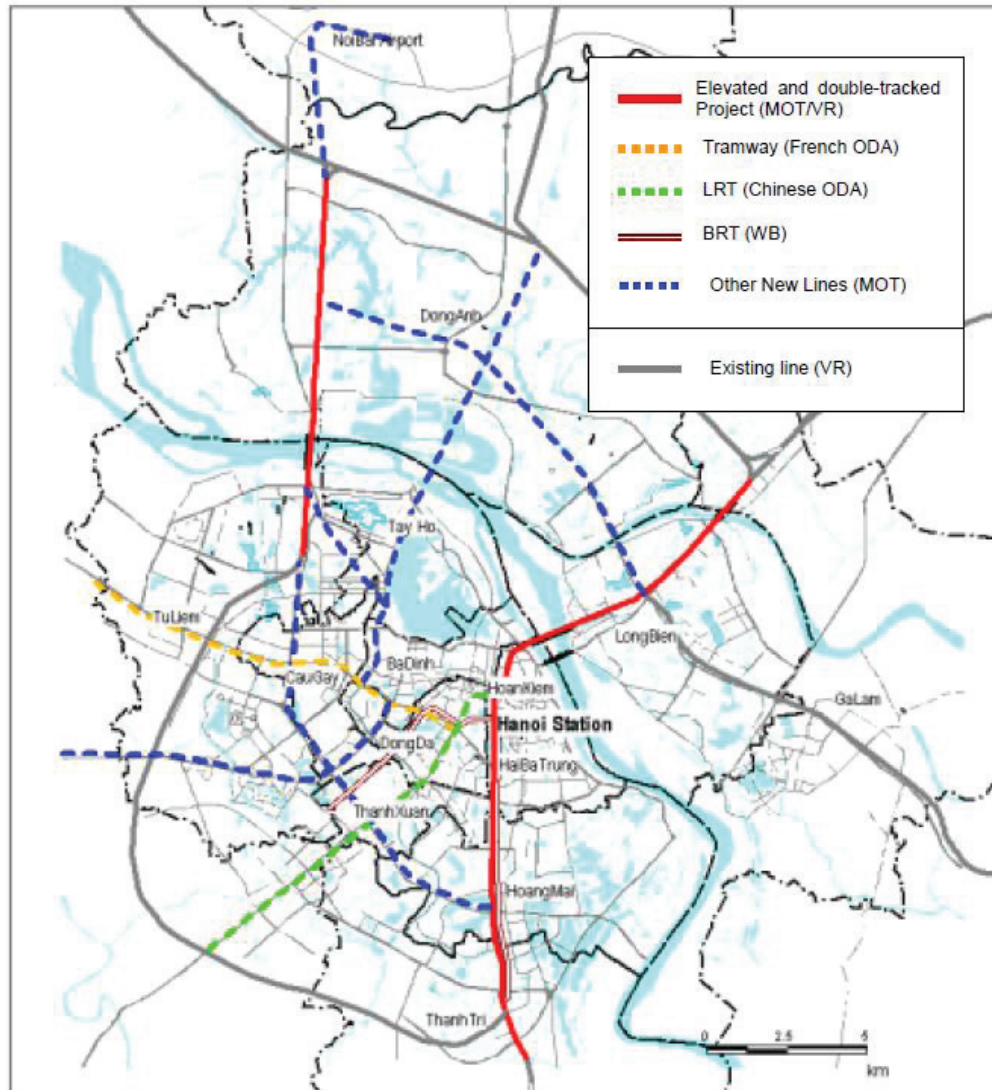 NoiBai Airport
Elevated and double-tracked
Project (MOT/VR)
Tramway (French ODA)
LRT (Chinese ODA)
BRT (WB)
Other New Lines (MOT)
Existing line (VR)
DongAnh
Tay Ho
TuLiem
LongBien
BaDinh
CauGay
HoanKiem
GaLam
Hanoi Station
DongDa
HaiBaTrung
ThanhXuan
HoangMai
ThanhTri
0 2.5 5
km